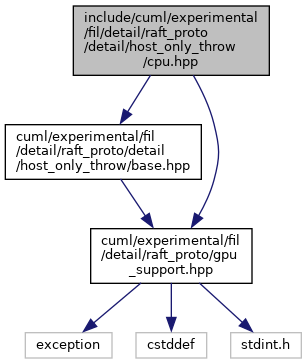 include/cuml/experimental
/fil/detail/raft_proto
/detail/host_only_throw
/cpu.hpp
cuml/experimental/fil
/detail/raft_proto/detail
/host_only_throw/base.hpp
cuml/experimental/fil
/detail/raft_proto/gpu
_support.hpp
exception
cstddef
stdint.h